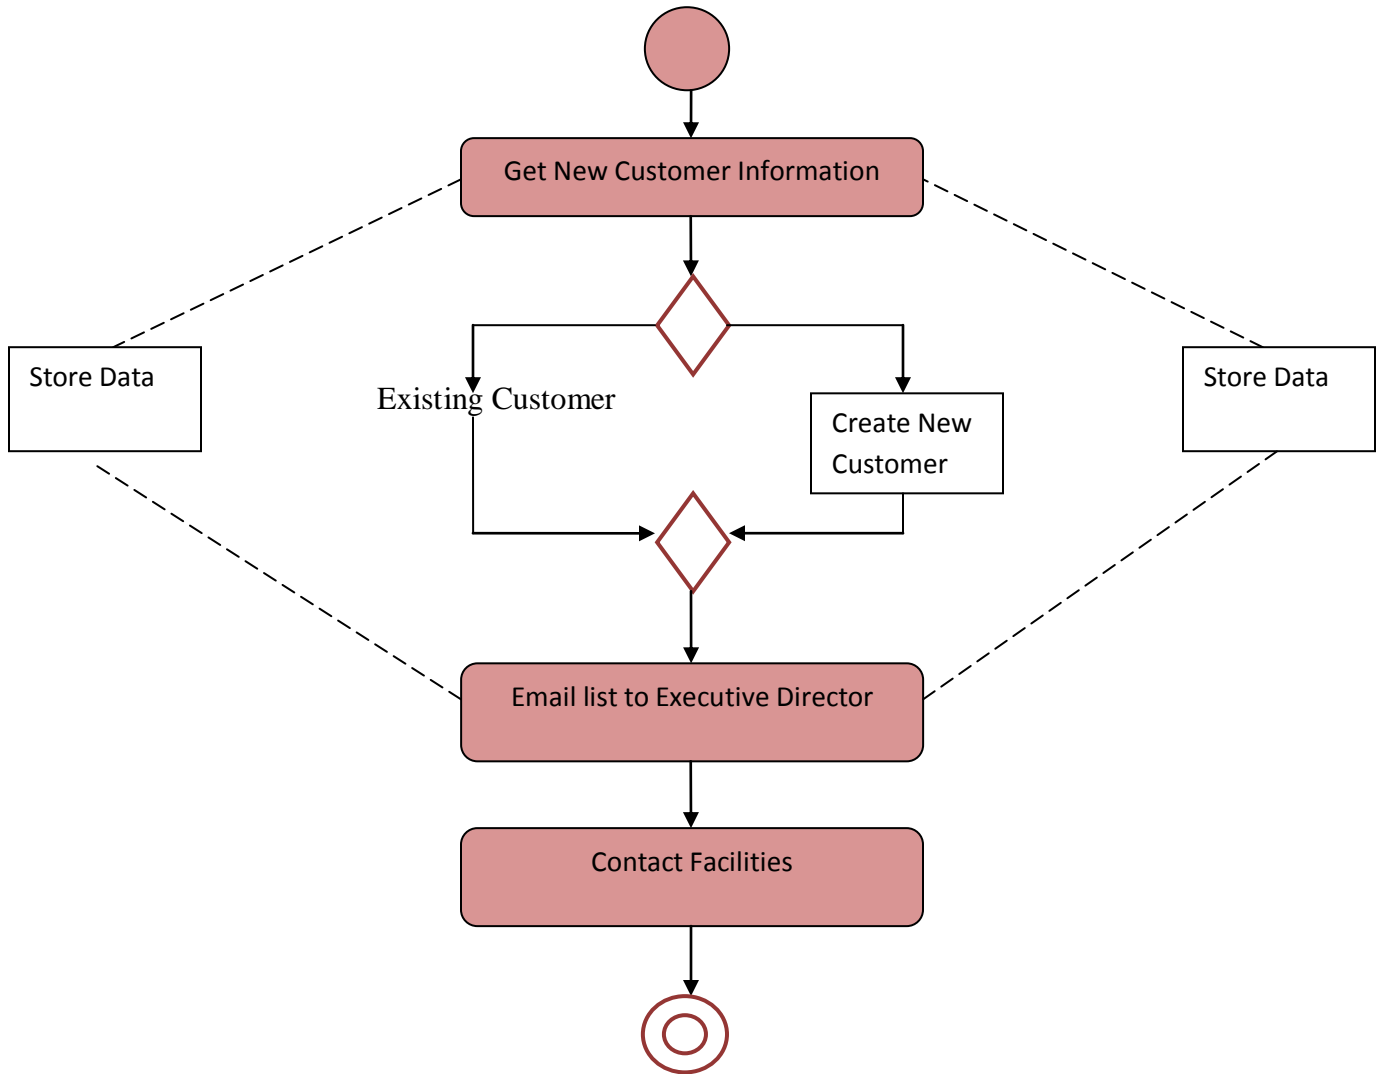 Get New Customer Information
Store Data
Existing Customer
Create New
Customer
Store Data
Email list to Executive Director
Contact Facilities